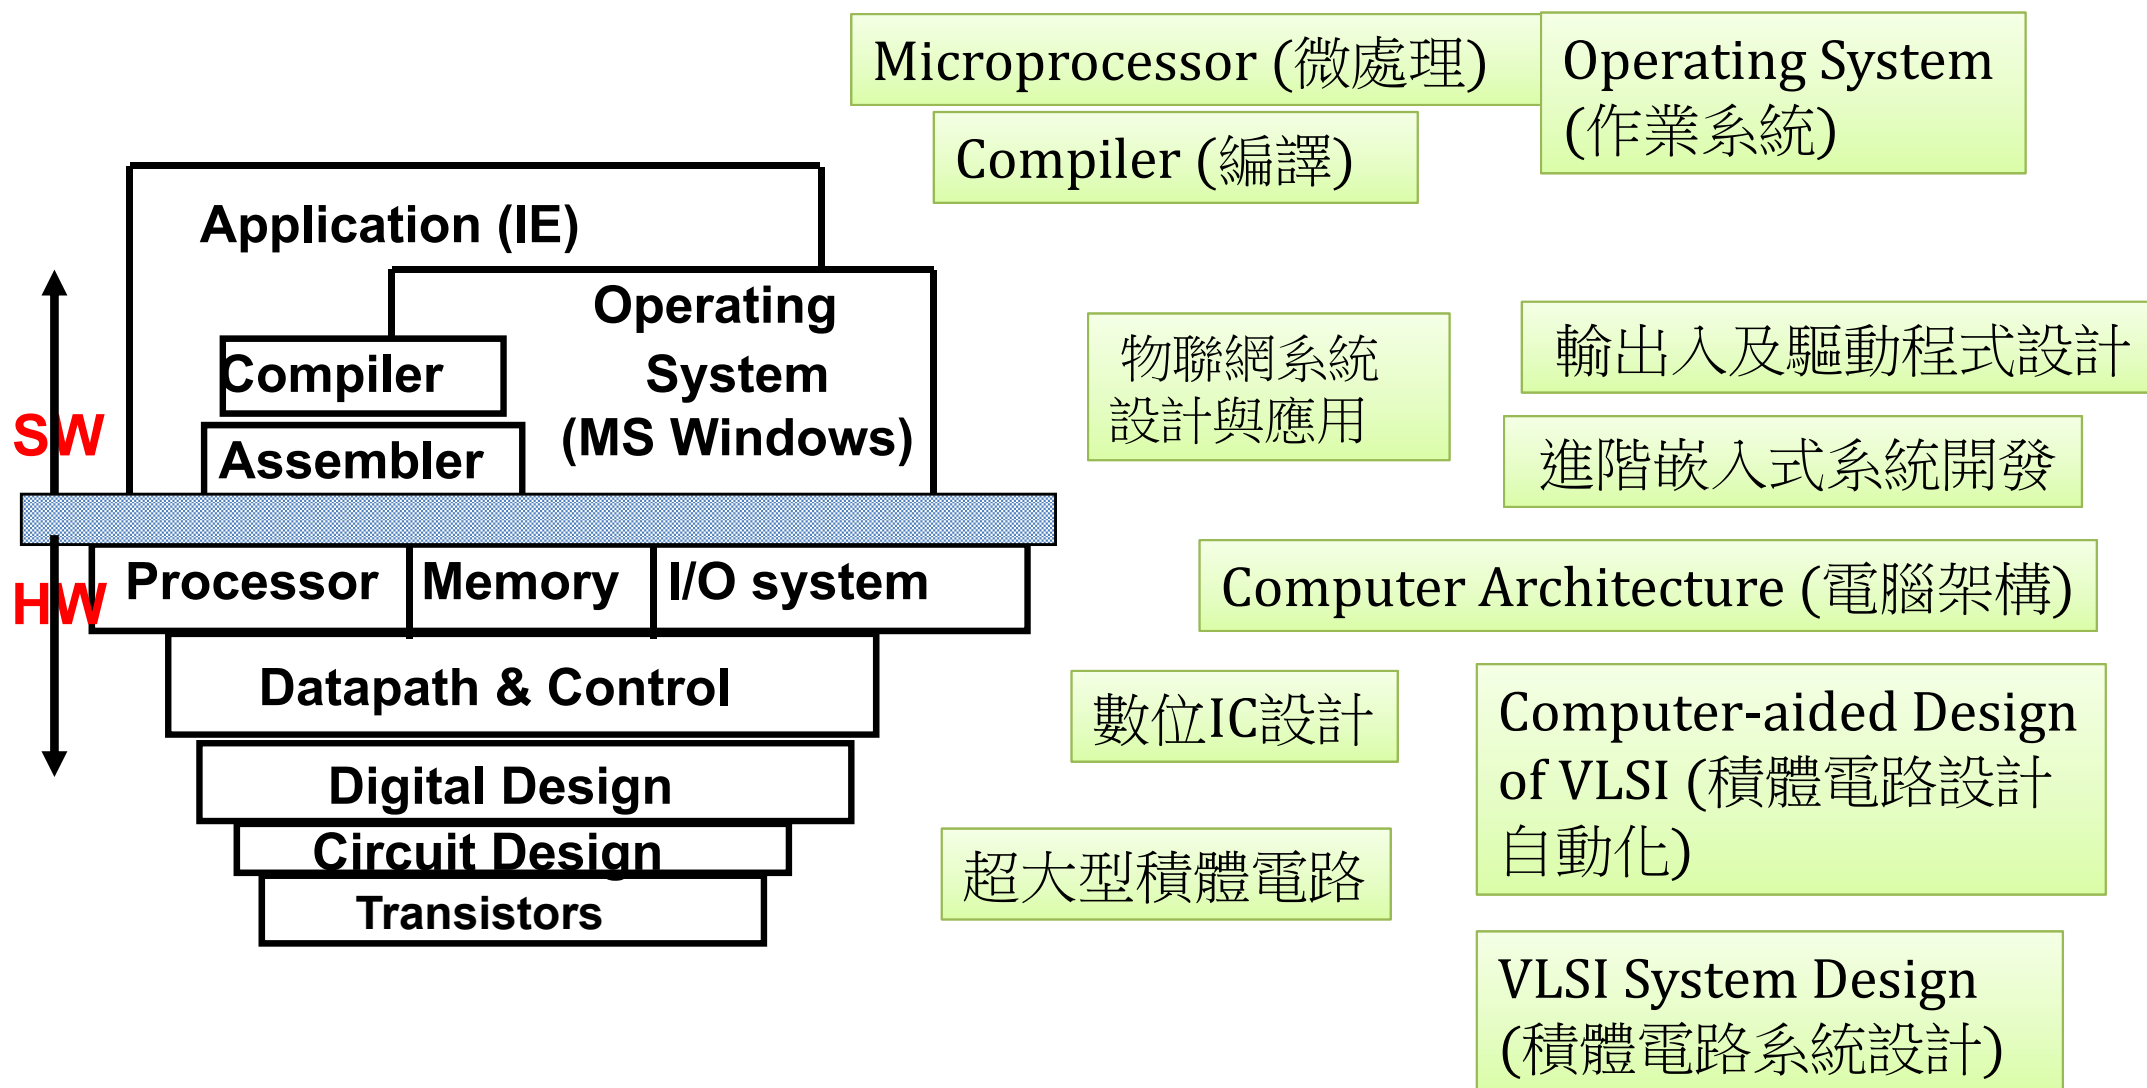 Microprocessor (微處理)
Operating System
(作業系統)
Compiler (編譯)
Application (IE)
Operating
System
(MS Windows)
Compiler
Assembler
SW
HW
Processor
Memory
I/O system
Datapath & Control
Digital Design
Circuit Design
Transistors
物聯網系統
設計與應用
輸出入及驅動程式設計
進階嵌入式系統開發
Computer Architecture (電腦架構)
數位IC設計
Computer-aided Design
of VLSI (積體電路設計
自動化)
超大型積體電路
VLSI System Design
(積體電路系統設計)